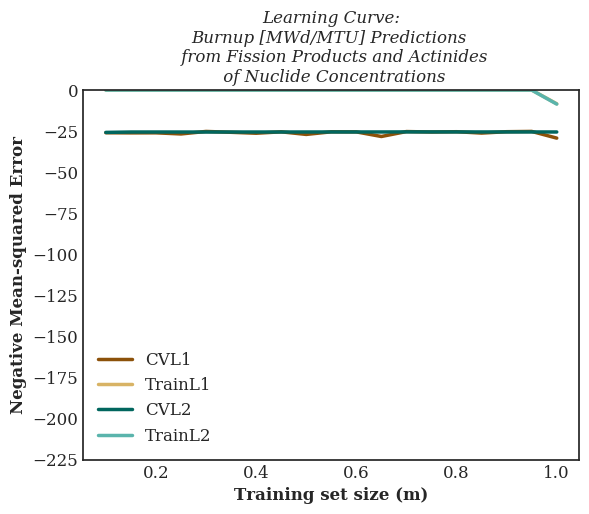 Learning Curve:
Burnup [MWd/MTU] Predictions
from Fission Products and Actinides
of Nuclide Concentrations
Negative Mean-squared Error
0
−25
−50
−75
−100
−125
−150
−175
−200
−225
CVL1
TrainL1
CVL2
TrainL2
0.2 0.4 0.6 0.8 1.0
Training set size (m)